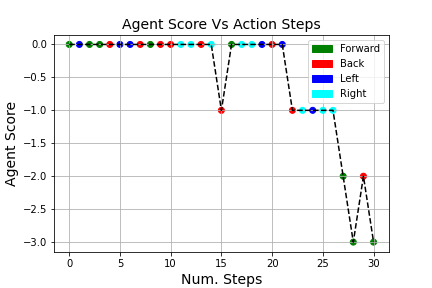 Agent Score Vs Action Steps
Agent Score
0.0
−0.5
−1.0
−1.5
−2.0
−2.5
−3.0
Forward
Back
Left
Right
0 5 10 15 20 25 30
Num. Steps